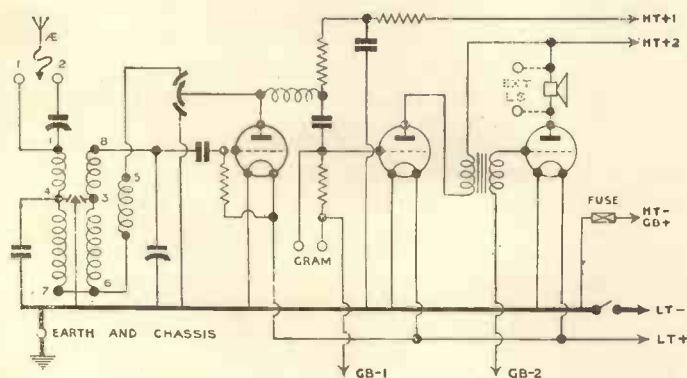 HT+1
HT+2
Æ
1
2
EXT
LS
1
8
5
4
3
FUSE
HT-
GB+
GRAM
7
6
EARTH AND CHASSIS
LT-
LT+
GB-1
GB-2